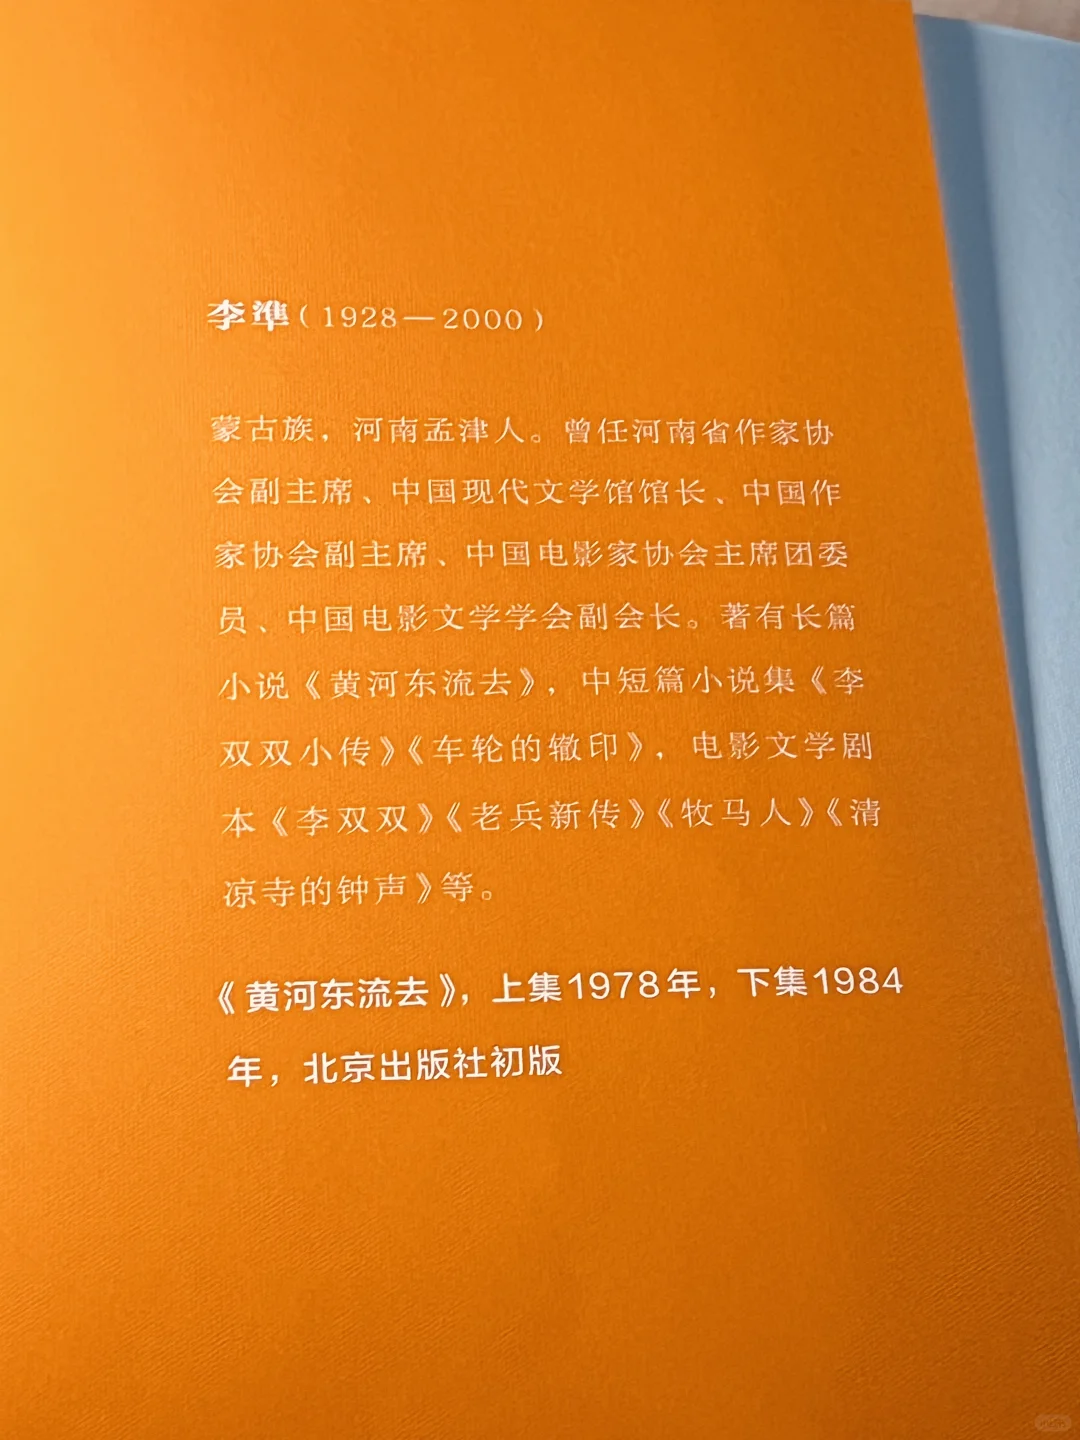 李準(1928—2000)
蒙古族，河南孟津人。曾任河南省作家协
会副主席、中国现代文学馆馆长、中国作
家协会副主席、中国电影家协会主席团委
员、中国电影文学学会副会长。著有长篇
小说《黄河东流去》，中短篇小说集《李
双双小传》《车轮的辙印》，电影文学剧
本《李双双》《老兵新传》《牧马人》《清
凉寺的钟声》等。
《黄河东流去》，上集1978年，下集1984
年，北京出版社初版